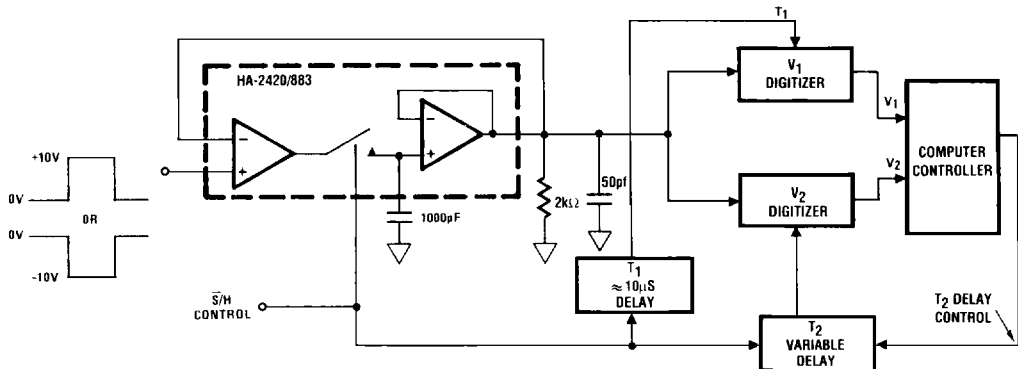 T1
HA-2420/883
V1
DIGITIZER
V1
COMPUTER
CONTROLLER
V2
V2
DIGITIZER
+10V
0V
OR
0V
-10V
1000pF
2kΩ
50pf
T1
≈ 10μS
DELAY
S̅/H
CONTROL
T2 DELAY
CONTROL
T2
VARIABLE
DELAY